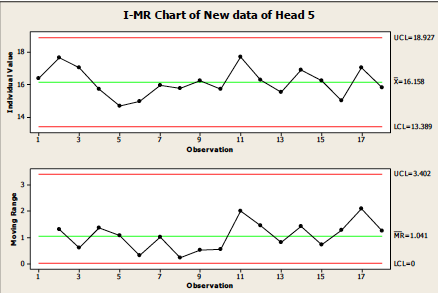 I-MR Chart of New data of Head 5
UCL=18.927
18
Individual Value
16
X̅=16.158
14
LCL=13.389
1 3 5 7 9 11 13 15 17
Observation
UCL=3.402
3
Moving Range
2
1
M̅R̅=1.041
0
LCL=0
1 3 5 7 9 11 13 15 17
Observation